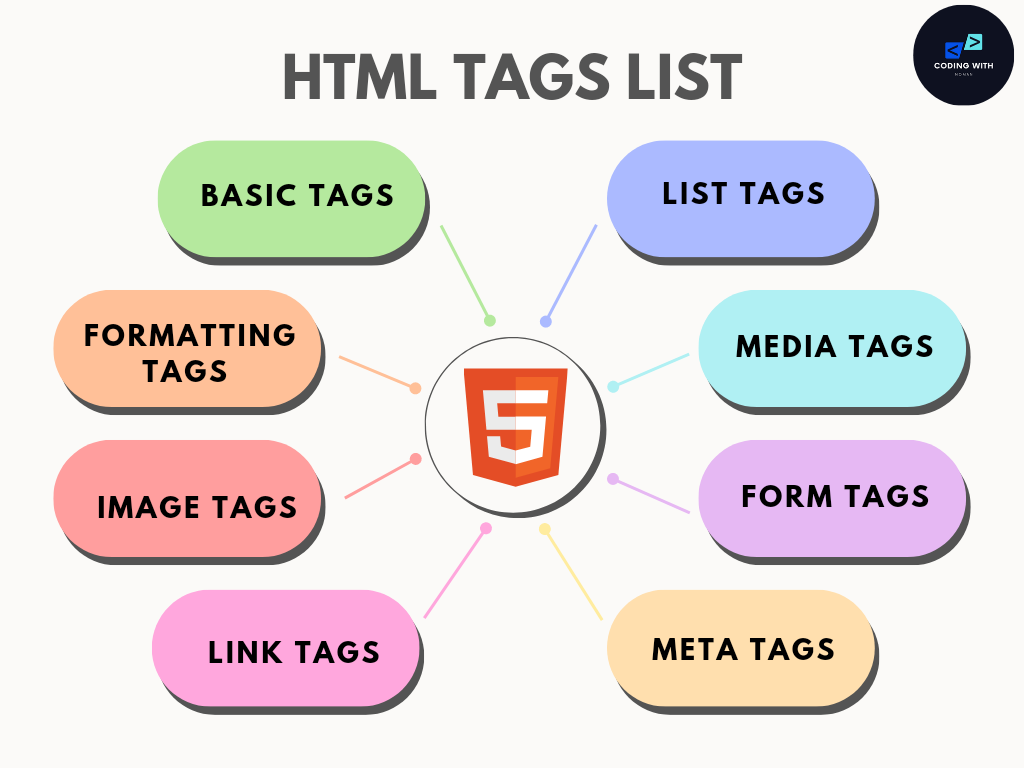 HTML TAGS LIST
< >
CODING WITH
BASIC TAGS
LIST TAGS
FORMATTING
TAGS
MEDIA TAGS
5
IMAGE TAGS
FORM TAGS
LINK TAGS
META TAGS